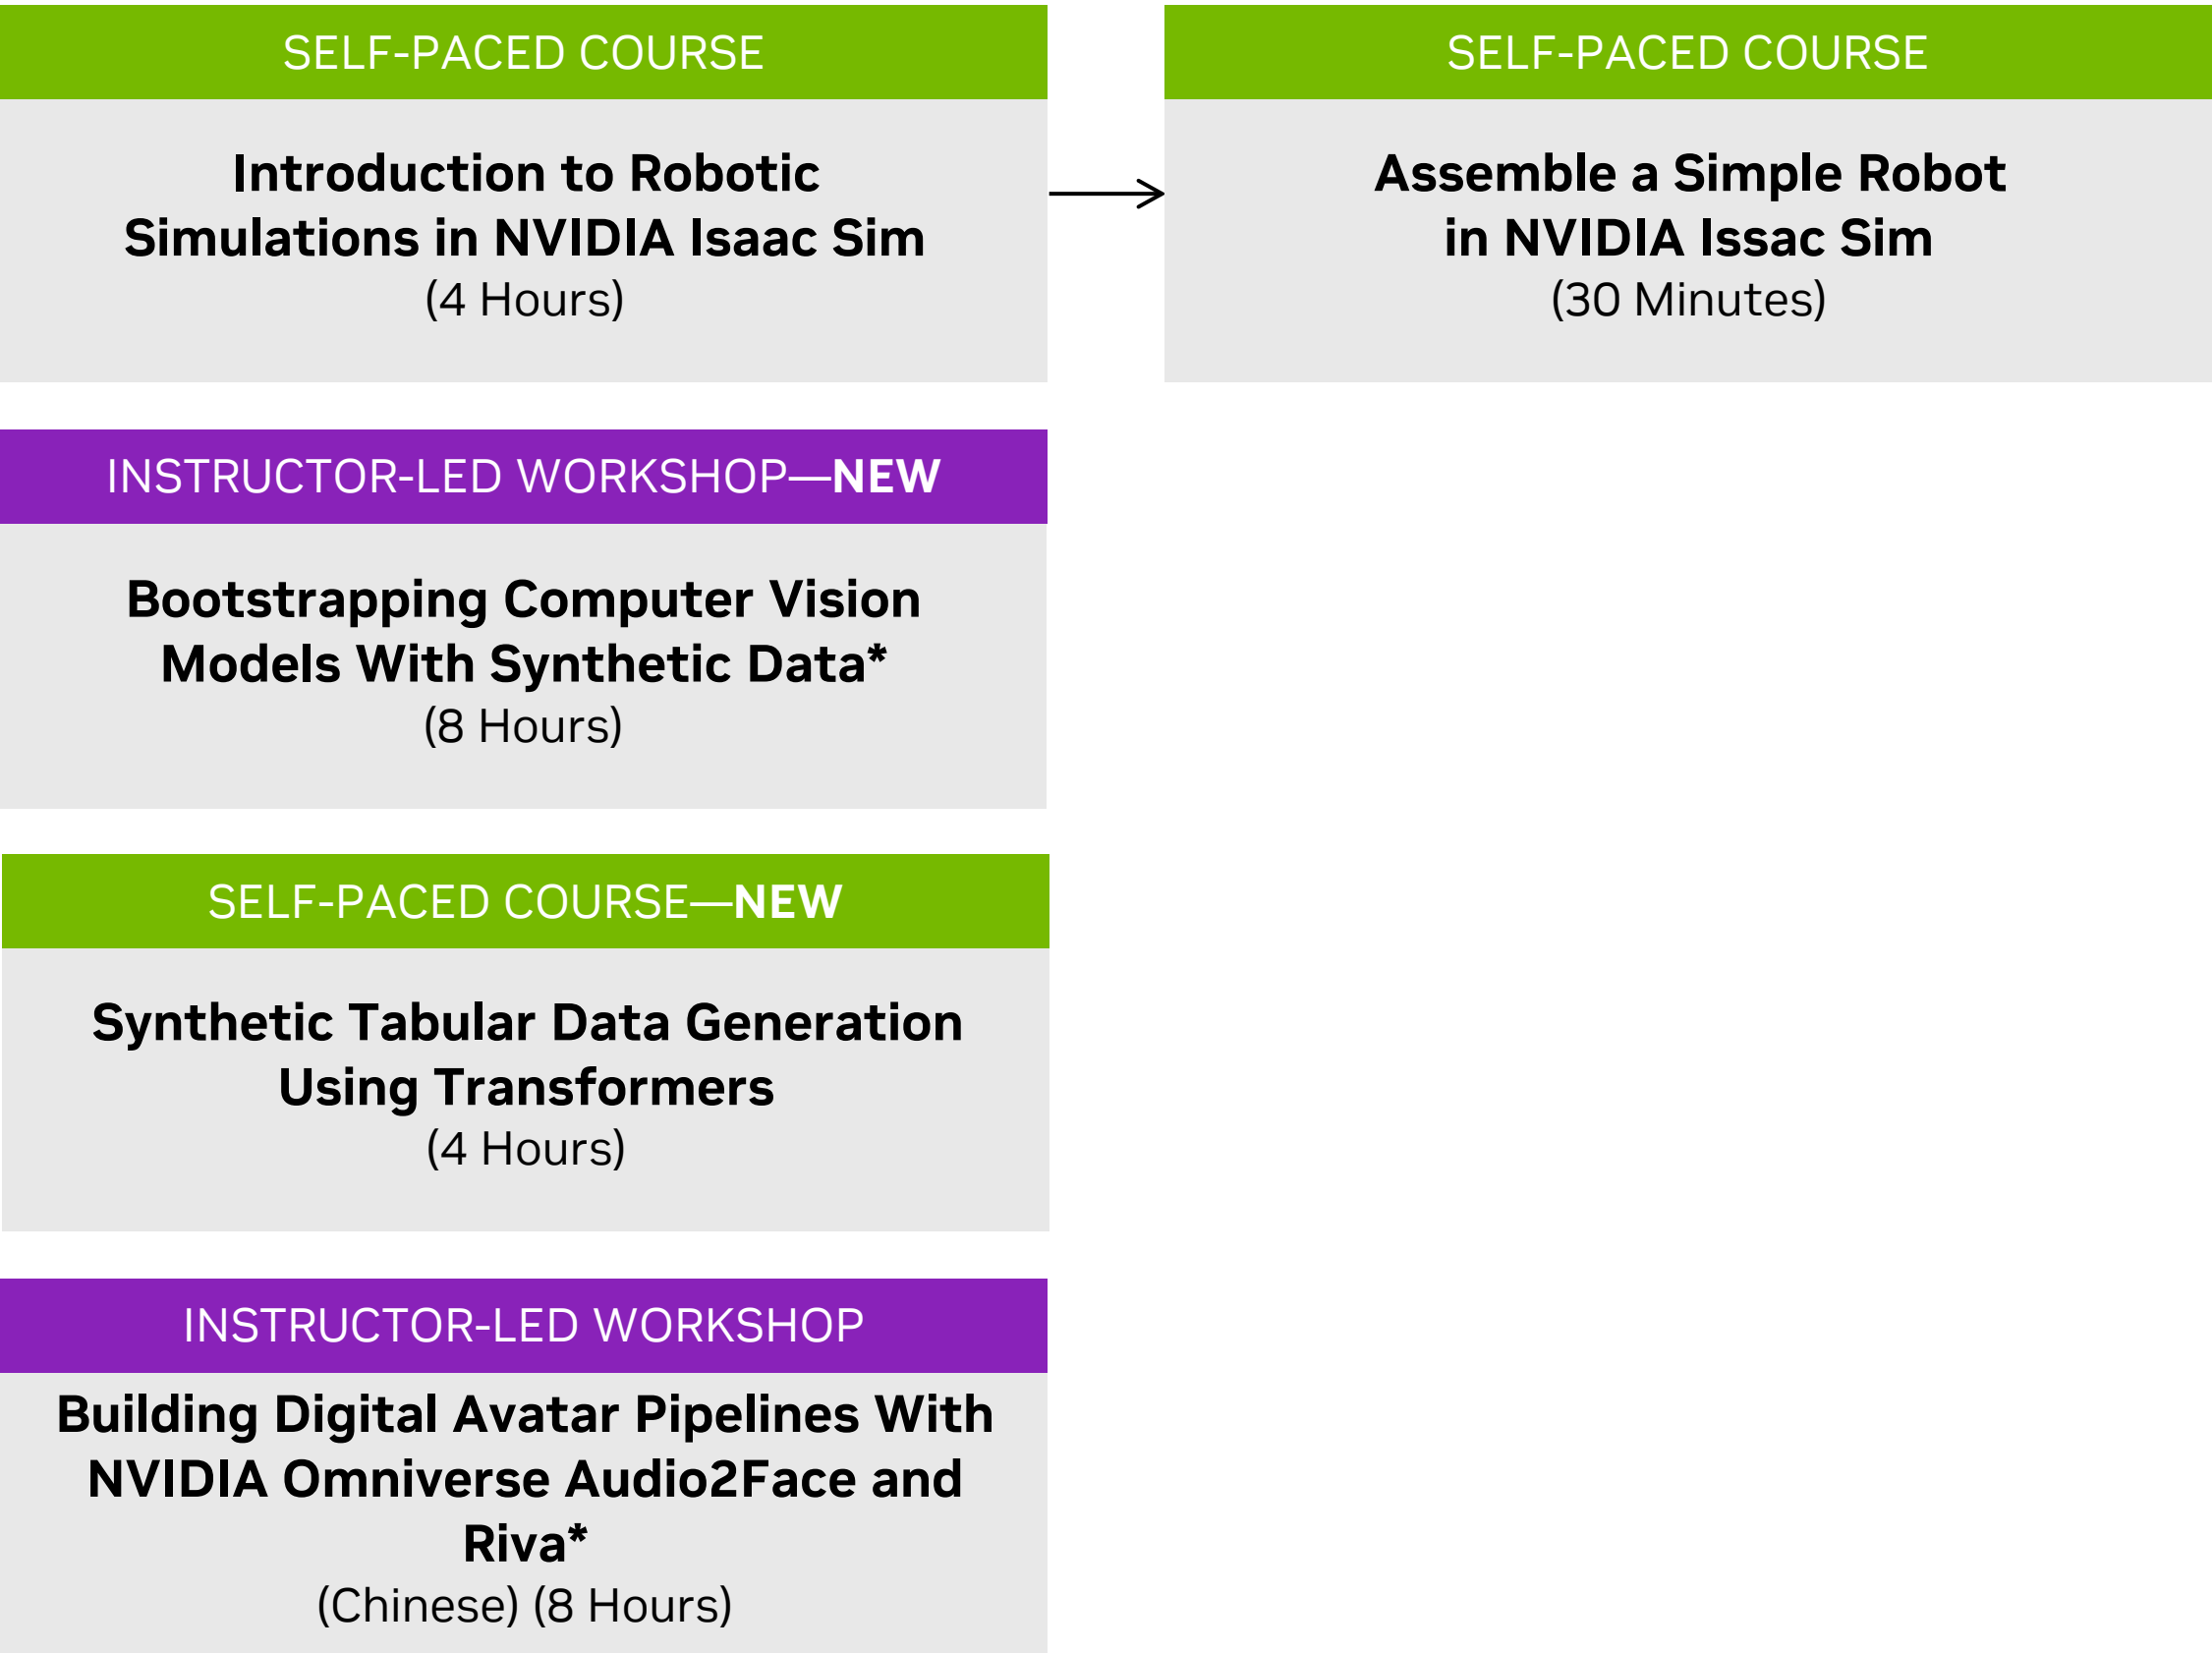 SELF-PACED COURSE
Introduction to Robotic
Simulations in NVIDIA Isaac Sim
(4 Hours)
SELF-PACED COURSE
Assemble a Simple Robot
in NVIDIA Issac Sim
(30 Minutes)
INSTRUCTOR-LED WORKSHOP—NEW
Bootstrapping Computer Vision
Models With Synthetic Data*
(8 Hours)
SELF-PACED COURSE—NEW
Synthetic Tabular Data Generation
Using Transformers
(4 Hours)
INSTRUCTOR-LED WORKSHOP
Building Digital Avatar Pipelines With
NVIDIA Omniverse Audio2Face and
Riva*
(Chinese) (8 Hours)